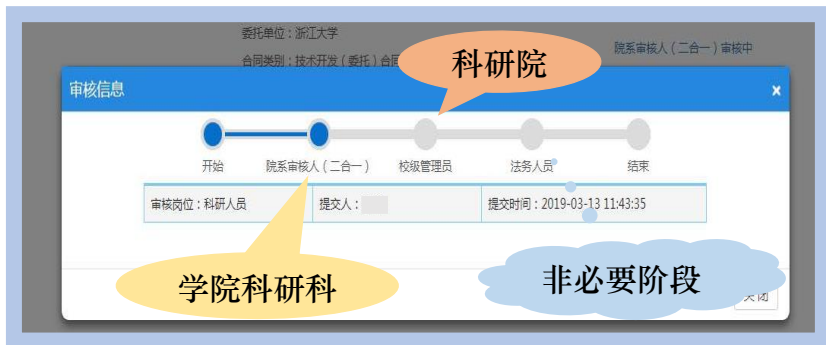 委托单位：浙江大学
合同类别：技术开发（委托）合同
院系审核人（二合一）审核中
科研院
审核信息
x
开始
院系审核人（二合一）
校级管理员
法务人员
结束
审核岗位：科研人员
提交人：
提交时间：2019-03-13 11:43:35
学院科研科
非必要阶段
关闭